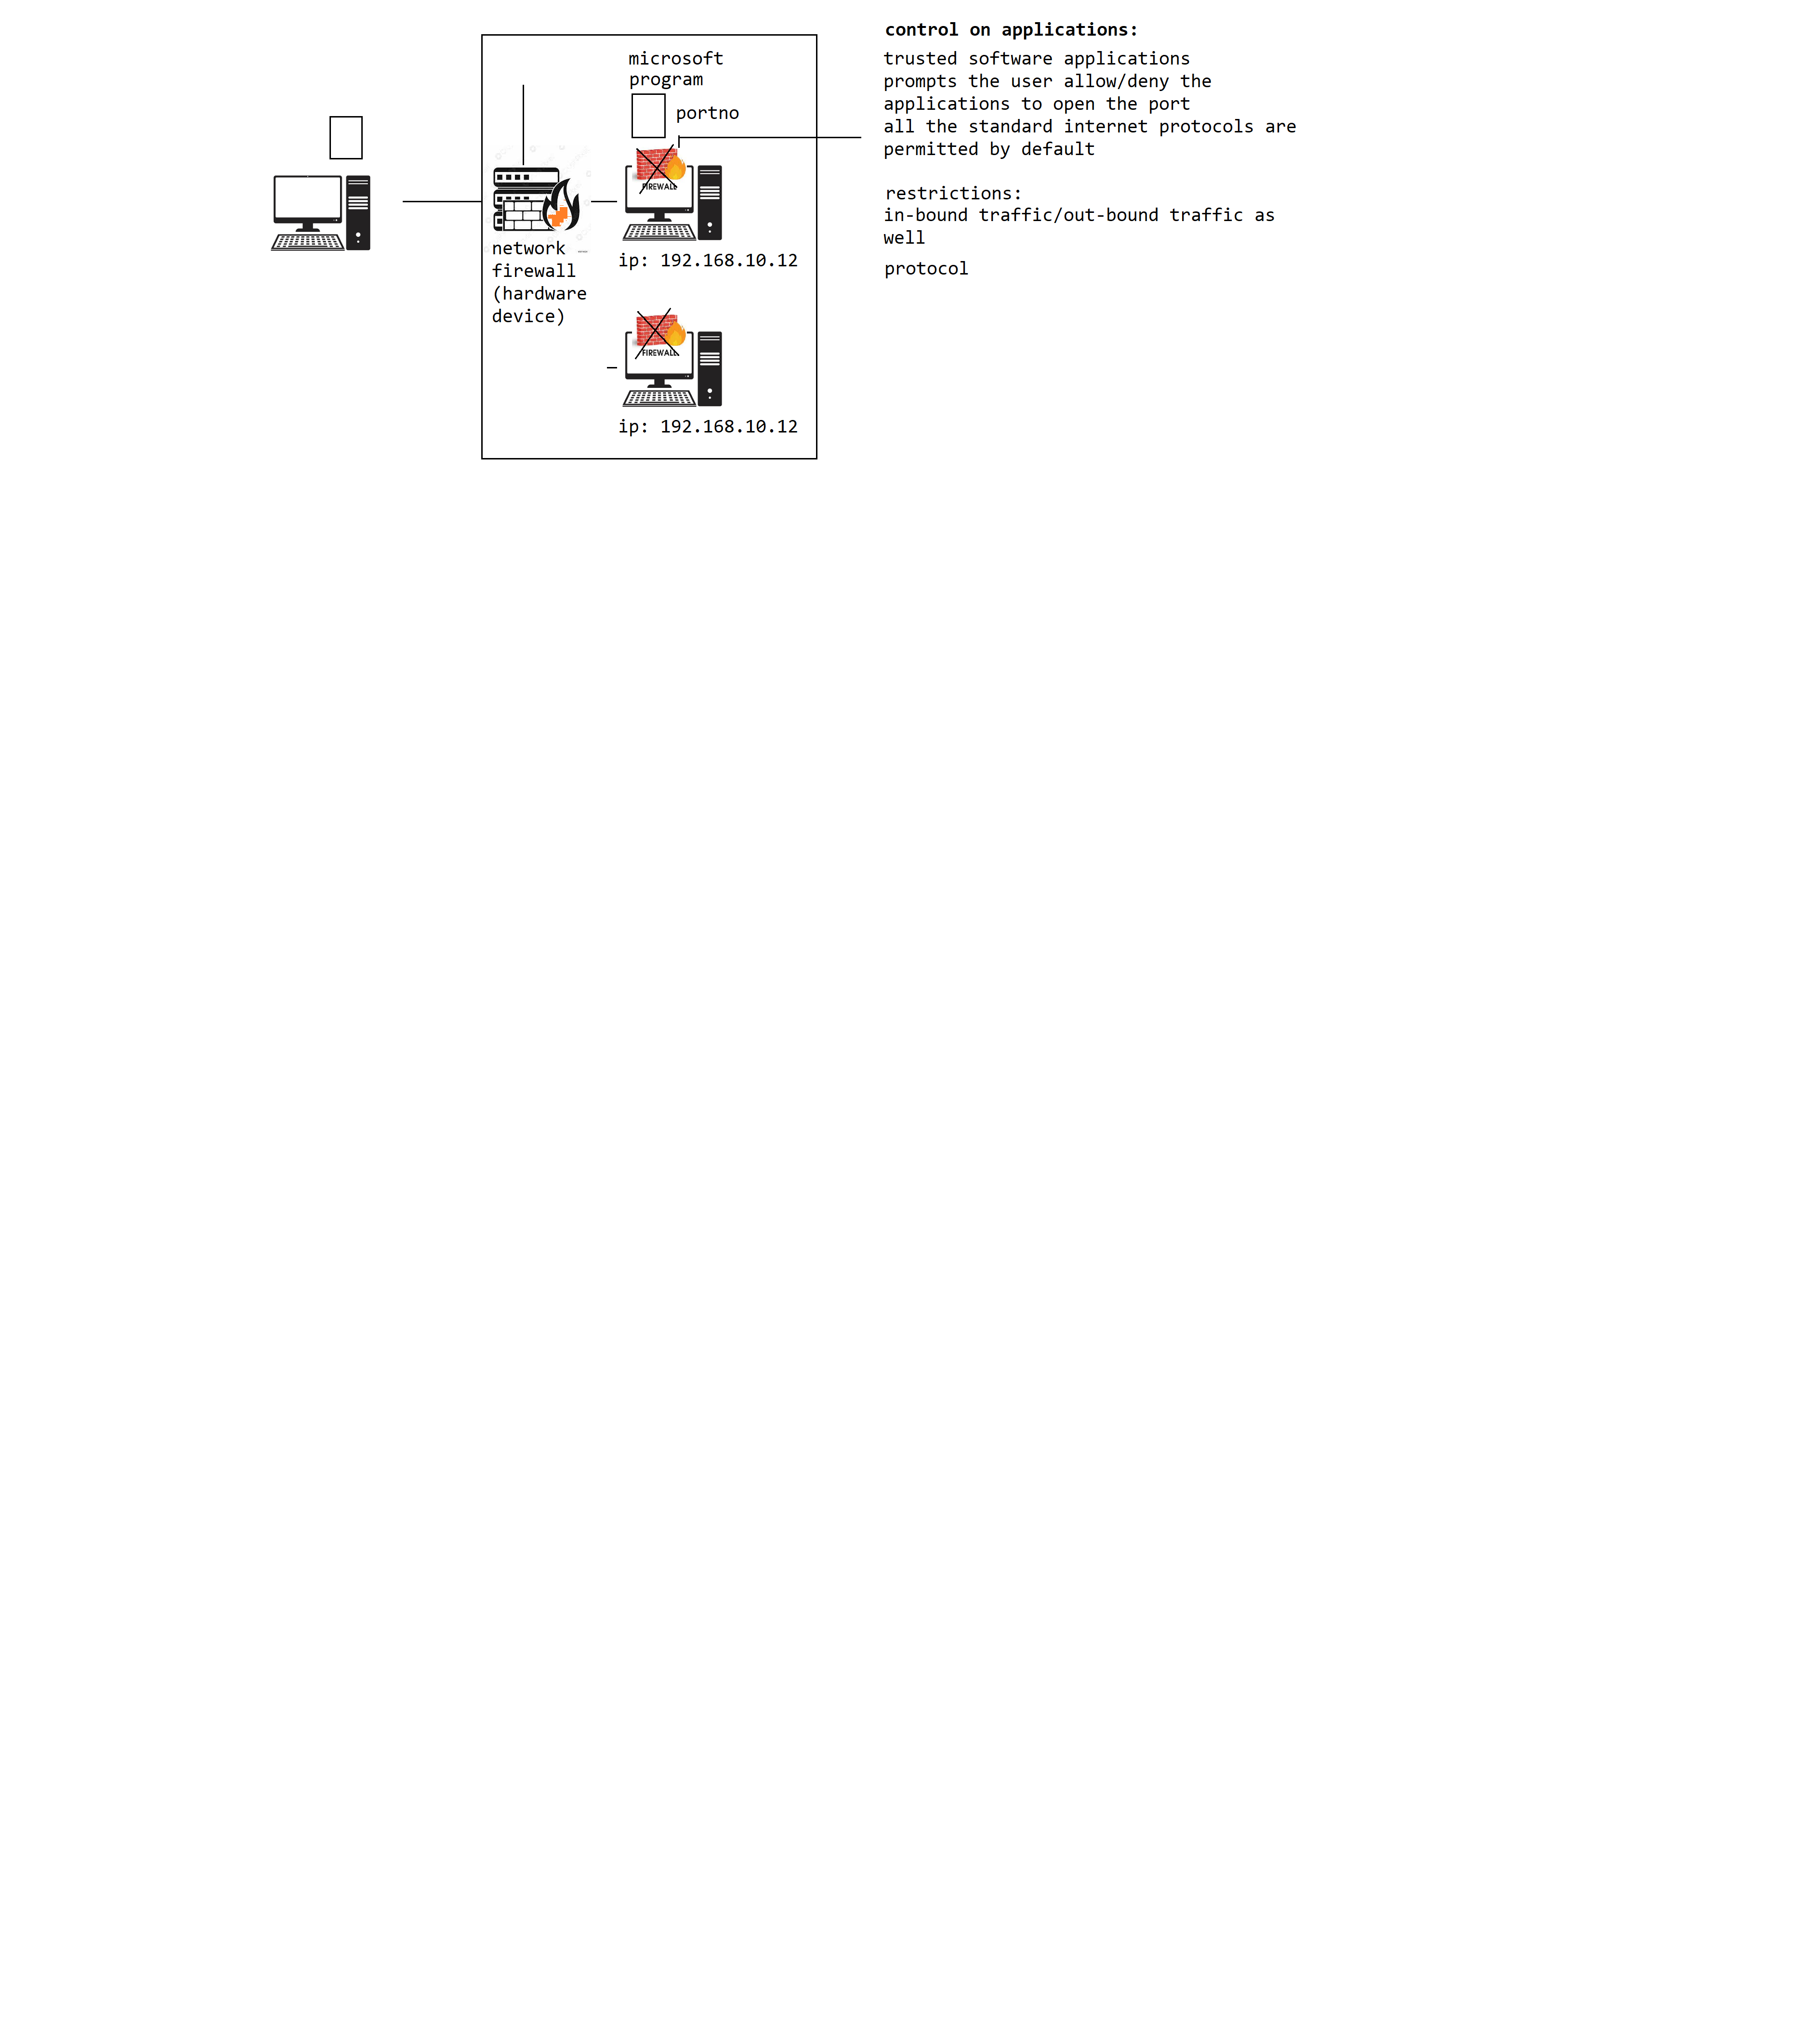 control on applications:
trusted software applications
prompts the user allow/deny the
applications to open the port
all the standard internet protocols are
permitted by default
restrictions:
in-bound traffic/out-bound traffic as
well
protocol
microsoft
program
portno
FIREWALL
ip: 192.168.10.12
network
firewall
(hardware
device)
FIREWALL
ip: 192.168.10.12